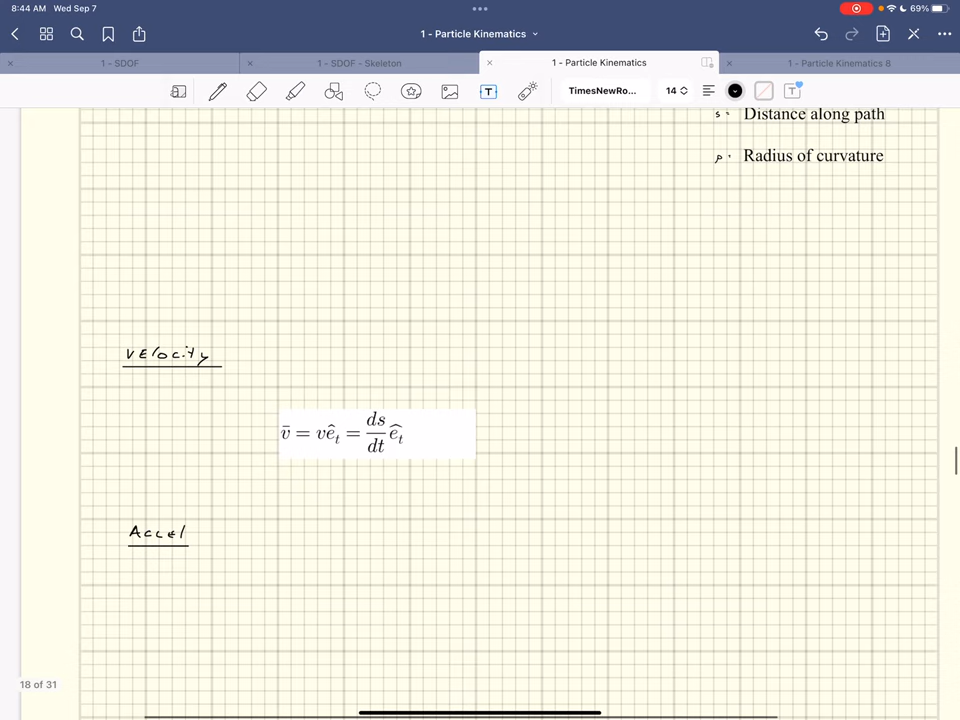 8:44 AM Wed Sep 7
69%
1 - Particle Kinematics
1 - SDOF
1 - SDOF - Skeleton
1 - Particle Kinematics
1 - Particle Kinematics 8
TimesNewRo... 14
s: Distance along path
ρ: Radius of curvature
Velocity
v̄ = vê_t = ds/dt ê_t
Accel
18 of 31